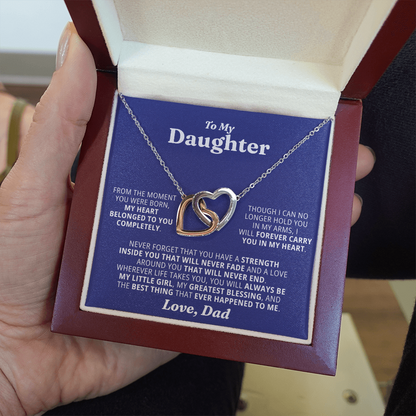 To My
Daughter
FROM THE MOMENT
YOU WERE BORN,
MY HEART
BELONGED TO YOU
COMPLETELY.
THOUGH I CAN NO
LONGER HOLD YOU
IN MY ARMS, I
WILL FOREVER CARRY
YOU IN MY HEART.
NEVER FORGET THAT YOU HAVE A STRENGTH
INSIDE YOU THAT WILL NEVER FADE AND A LOVE
AROUND YOU THAT WILL NEVER END.
WHEREVER LIFE TAKES YOU, YOU WILL ALWAYS BE
MY LITTLE GIRL, MY GREATEST BLESSING, AND
THE BEST THING THAT EVER HAPPENED TO ME.
Love, Dad